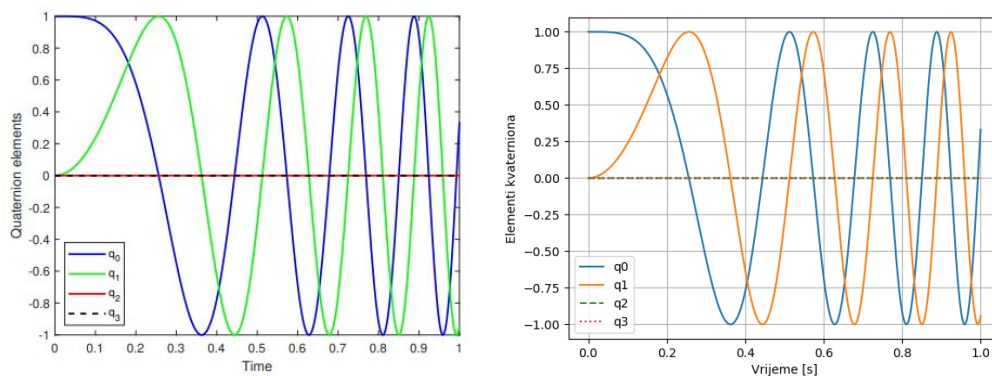 1
0.8
0.6
0.4
0.2
0
-0.2
-0.4
-0.6
-0.8
-1
Quaternion elements
q0
q1
q2
q3
0 0.1 0.2 0.3 0.4 0.5 0.6 0.7 0.8 0.9 1
Time
1.00
0.75
0.50
0.25
0.00
−0.25
−0.50
−0.75
−1.00
Elementi kvaterniona
q0
q1
q2
q3
0.0 0.2 0.4 0.6 0.8 1.0
Vrijeme [s]